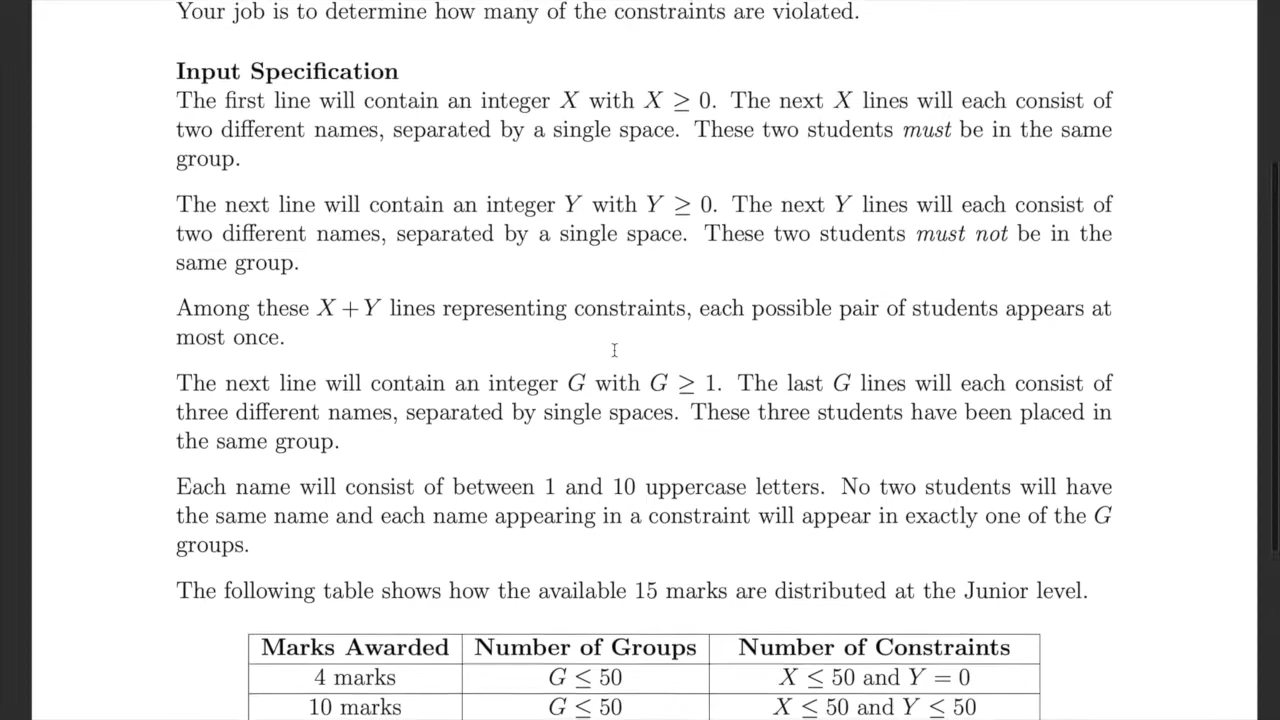 Your job is to determine how many of the constraints are violated.
Input Specification
The first line will contain an integer X with X ≥ 0. The next X lines will each consist of
two different names, separated by a single space. These two students must be in the same
group.
The next line will contain an integer Y with Y ≥ 0. The next Y lines will each consist of
two different names, separated by a single space. These two students must not be in the
same group.
Among these X + Y lines representing constraints, each possible pair of students appears at
most once.
The next line will contain an integer G with G ≥ 1. The last G lines will each consist of
three different names, separated by single spaces. These three students have been placed in
the same group.
Each name will consist of between 1 and 10 uppercase letters. No two students will have
the same name and each name appearing in a constraint will appear in exactly one of the G
groups.
The following table shows how the available 15 marks are distributed at the Junior level.
Marks Awarded Number of Groups Number of Constraints
4 marks G ≤ 50 X ≤ 50 and Y = 0
10 marks G ≤ 50 X ≤ 50 and Y ≤ 50